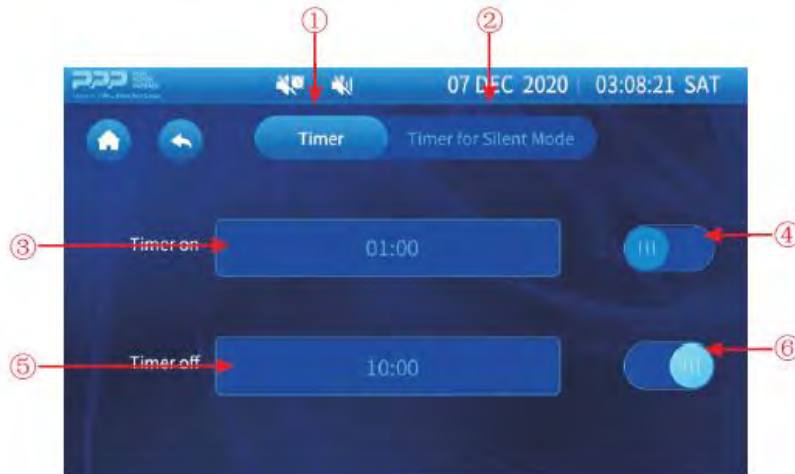 ① ②
PPP 07 DEC 2020 03:08:21 SAT
Timer Timer for Silent Mode
③ Timer on 01:00 ④
⑤ Timer off 10:00 ⑥